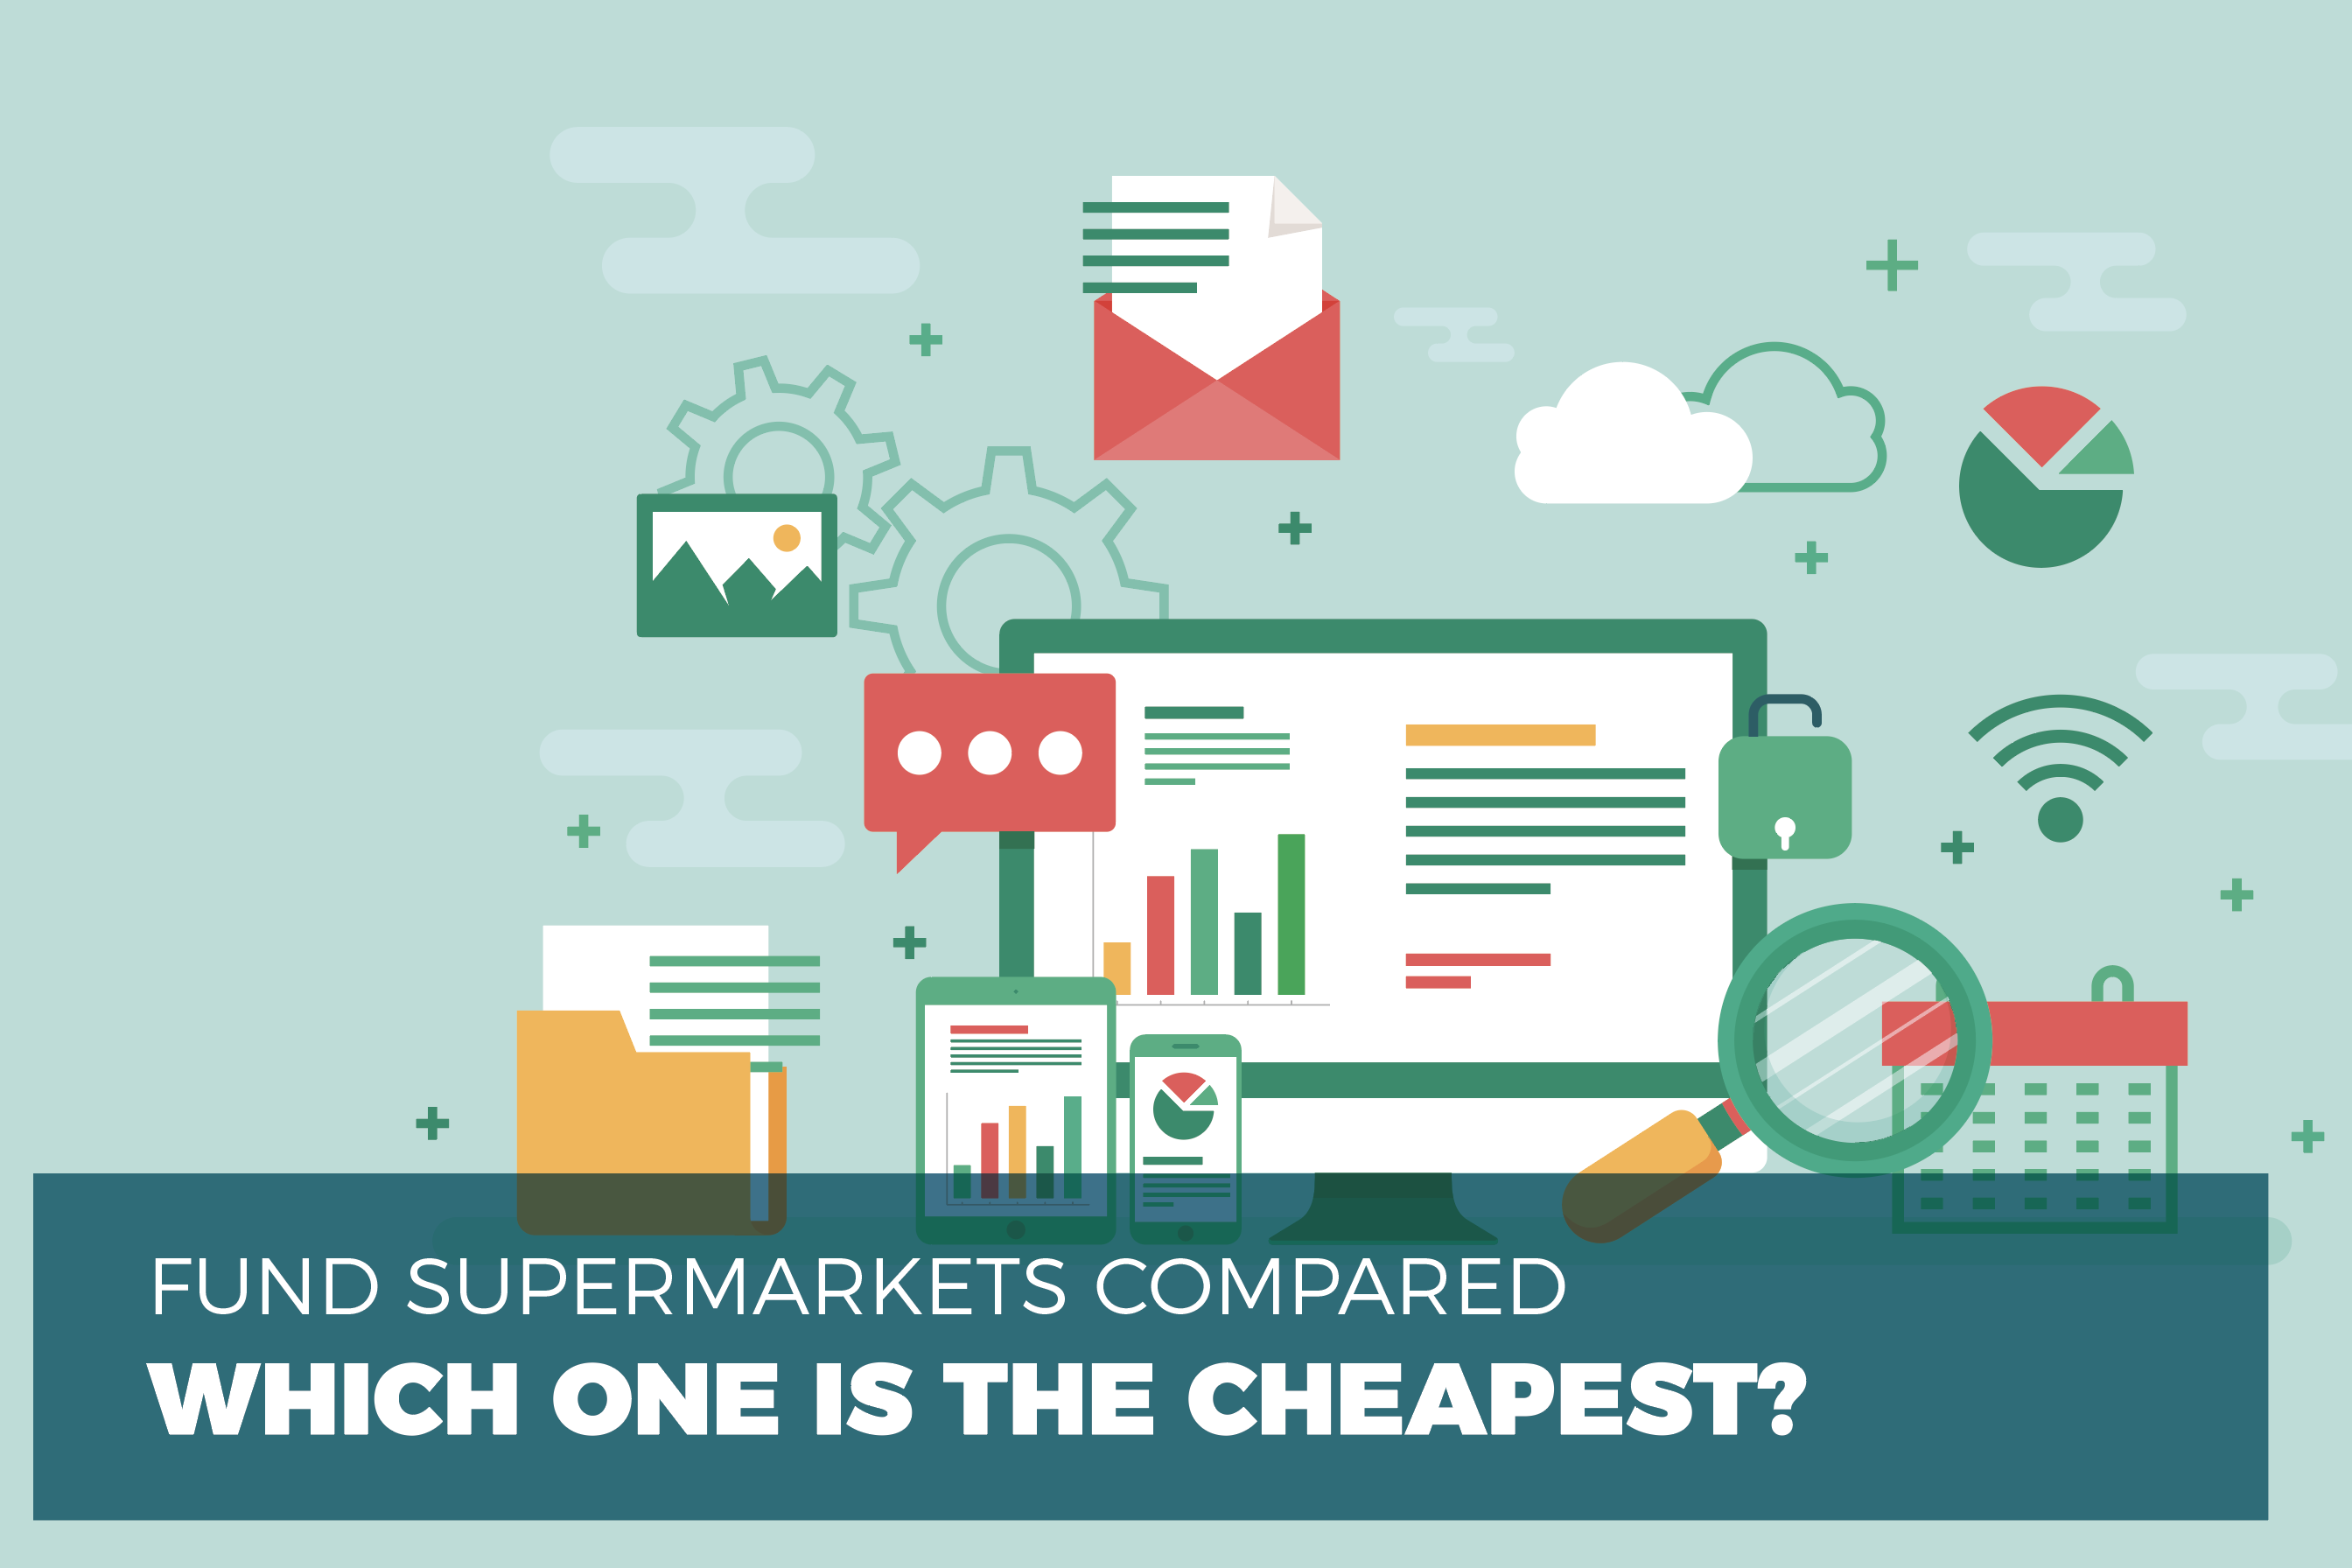 FUND SUPERMARKETS COMPARED
WHICH ONE IS THE CHEAPEST?